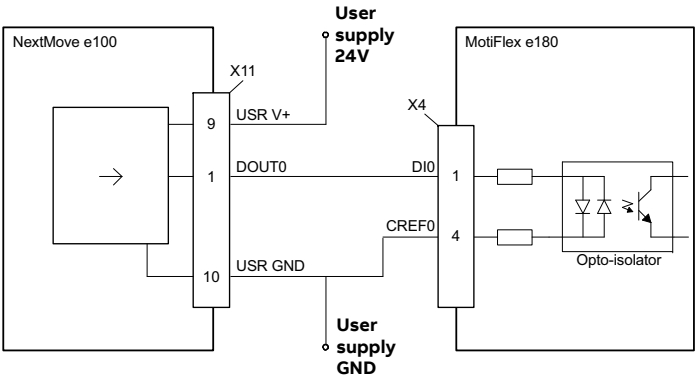 User
supply
24V
NextMove e100
MotiFlex e180
X11
X4
9
USR V+
1
DOUT0
DI0
1
CREF0
4
Opto-isolator
10
USR GND
User
supply
GND